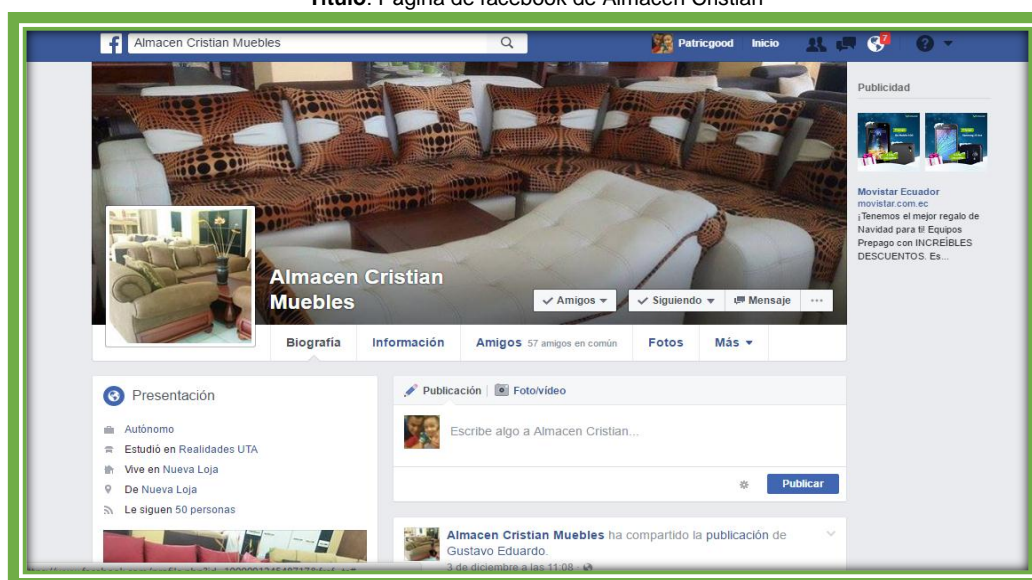 Título: Página de facebook de Almacén Cristian
Almacen Cristian Muebles
Patricgood Inicio
7
Publicidad
Movistar Ecuador
movistar.com.ec
¡Tenemos el mejor regalo de
Navidad para ti! Equipos
Prepago con INCREÍBLES
DESCUENTOS. Es...
Almacen Cristian
Muebles
Amigos
Siguiendo
Mensaje
Biografía Información Amigos 57 amigos en común Fotos Más
Presentación
Autónomo
Estudió en Realidades UTA
Vive en Nueva Loja
De Nueva Loja
Le siguen 50 personas
Publicación Foto/vídeo
Escribe algo a Almacen Cristian...
Publicar
Almacen Cristian Muebles ha compartido la publicación de
Gustavo Eduardo.
3 de diciembre a las 11:08